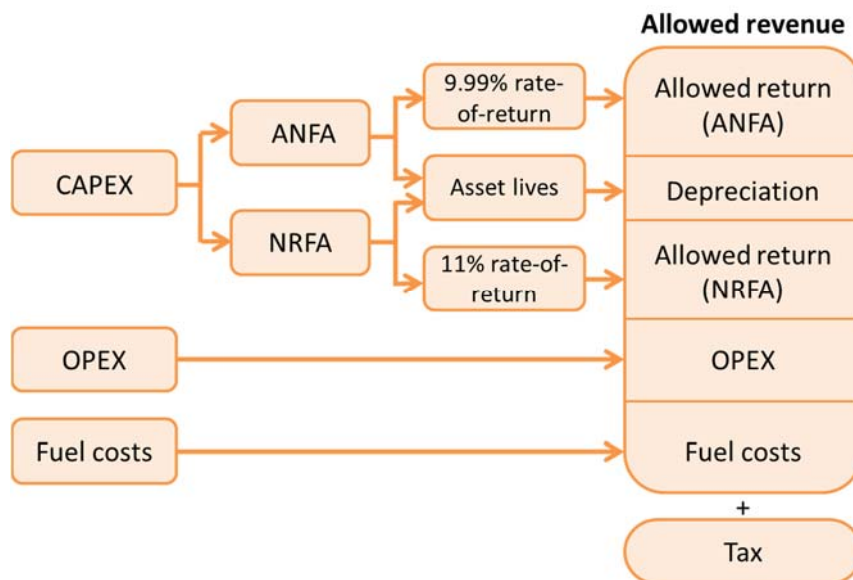 Allowed revenue
9.99% rate-
of-return
Allowed return
(ANFA)
ANFA
CAPEX
Asset lives
Depreciation
NRFA
11% rate-of-
return
Allowed return
(NRFA)
OPEX
OPEX
Fuel costs
Fuel costs
+
Tax